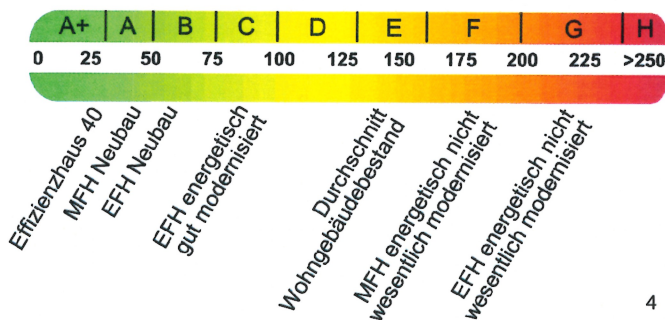 A+ A B C D E F G H
0 25 50 75 100 125 150 175 200 225 >250
Effizienzhaus 40
MFH Neubau
EFH Neubau
EFH energetisch
gut modernisiert
Durchschnitt
Wohngebäudebestand
MFH energetisch nicht
wesentlich modernisiert
EFH energetisch nicht
wesentlich modernisiert
4